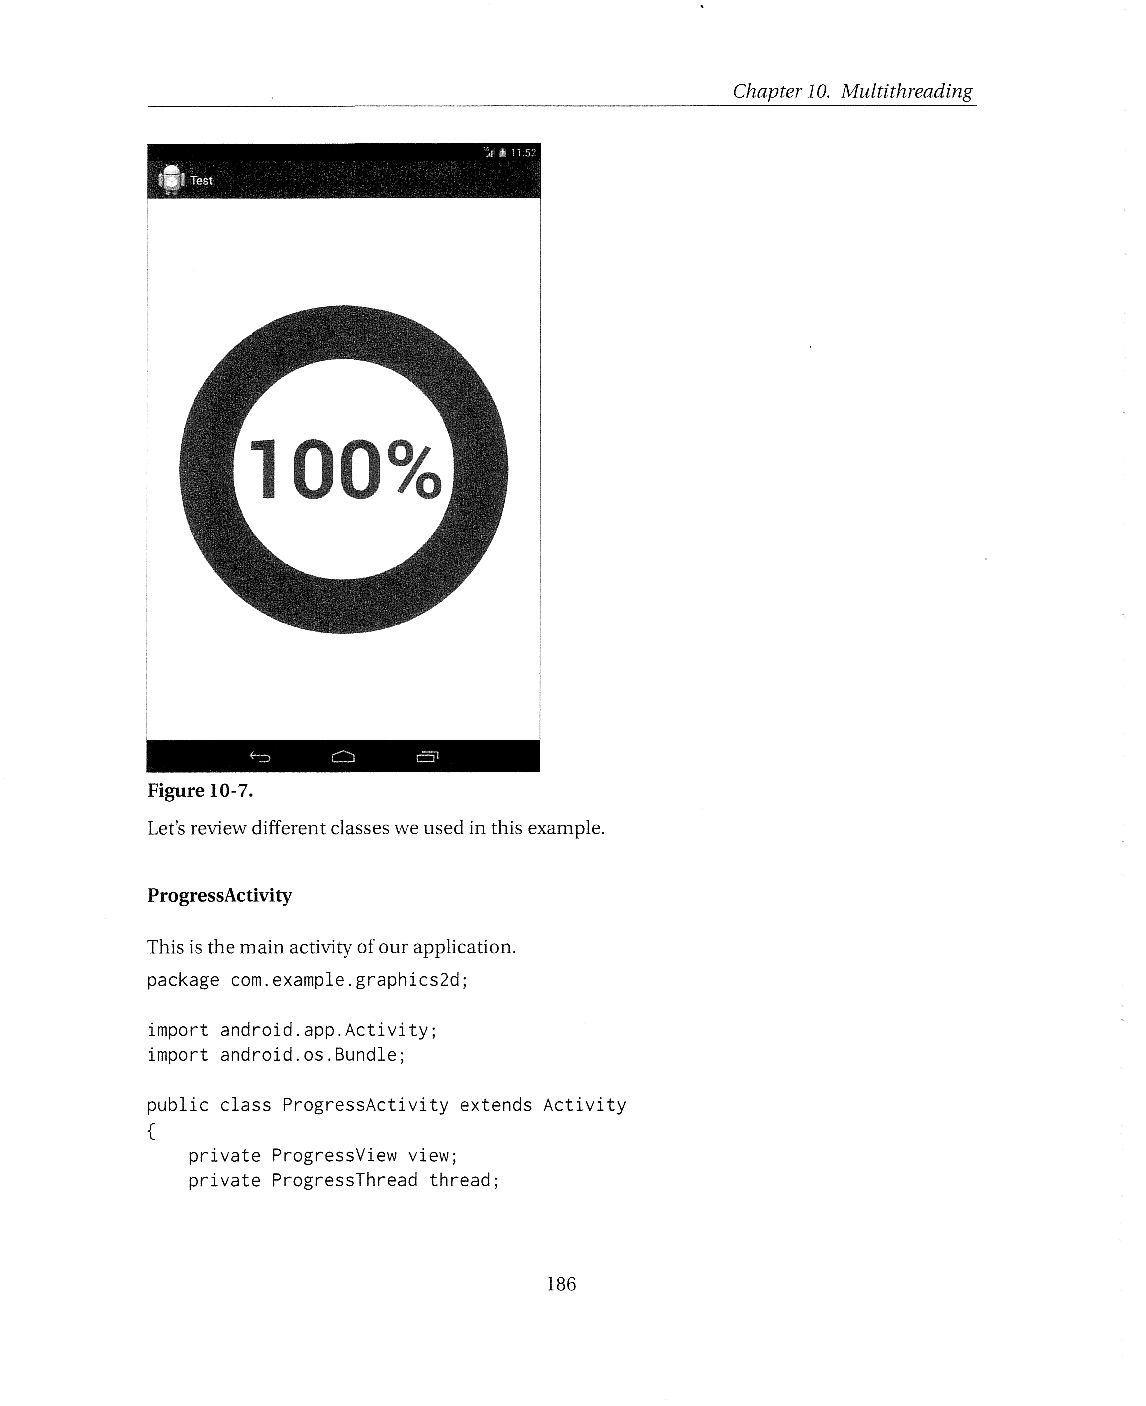 Chapter 10. Multithreading
11:52
Test
100%
Figure 10-7.
Let's review different classes we used in this example.
ProgressActivity
This is the main activity of our application.
package com.example.graphics2d;
import android.app.Activity;
import android.os.Bundle;
public class ProgressActivity extends Activity
{
    private ProgressView view;
    private ProgressThread thread;
186